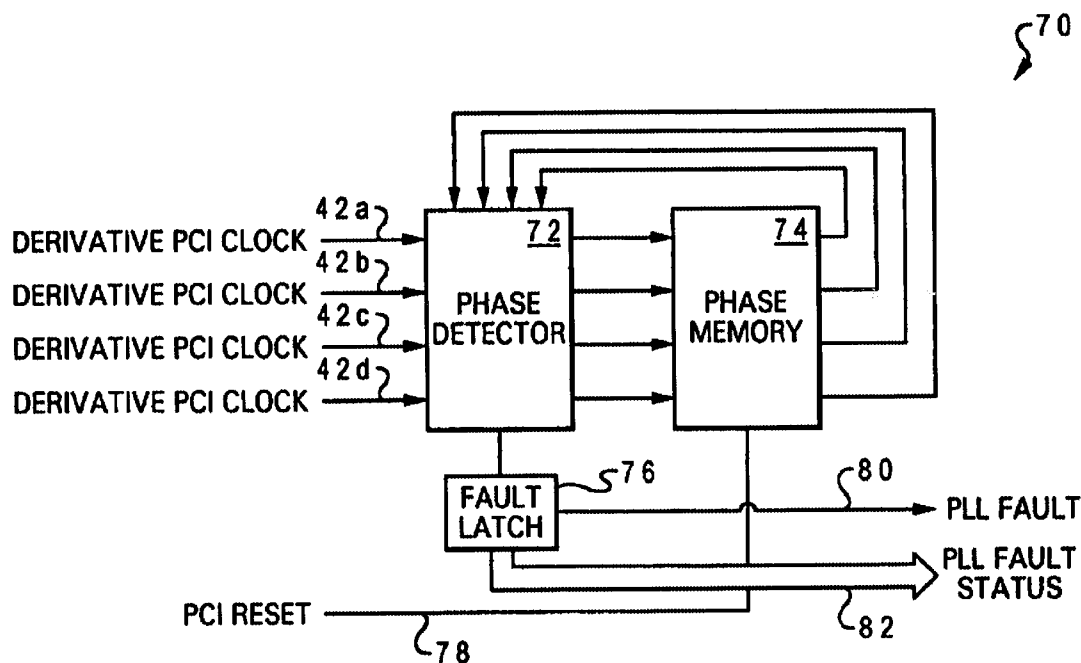 70
42a
DERIVATIVE PCI CLOCK
42b
DERIVATIVE PCI CLOCK
42c
DERIVATIVE PCI CLOCK
42d
DERIVATIVE PCI CLOCK
72
PHASE
DETECTOR
74
PHASE
MEMORY
76
FAULT
LATCH
80
PLL FAULT
PLL FAULT
STATUS
82
PCI RESET
78